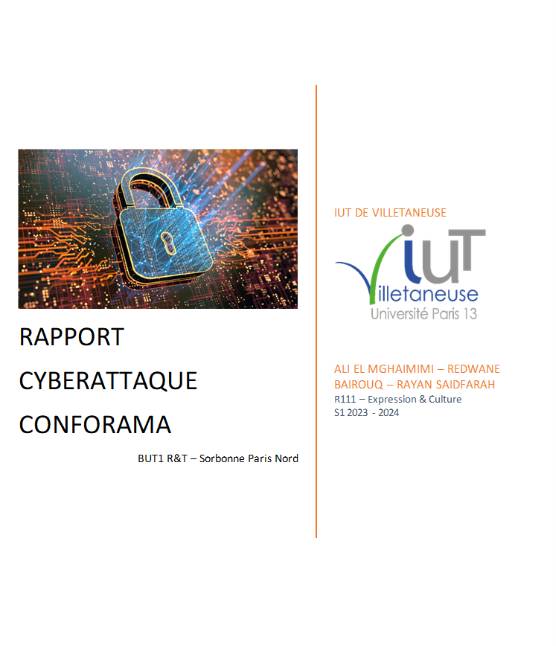 RAPPORT
CYBERATTAQUE
CONFORAMA
BUT1 R&T – Sorbonne Paris Nord
IUT DE VILLETANEUSE
iUT
Villetaneuse
Université Paris 13
ALI EL MGHAIMIMI – REDWANE
BAIROUQ – RAYAN SAIDFARAH
R111 – Expression & Culture
S1 2023 - 2024